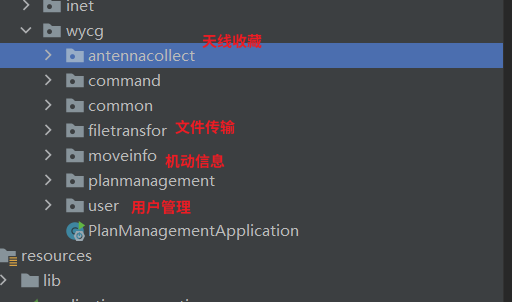 inet
wycg
antennacollect 天线收藏
command
common
filetransfor 文件传输
moveinfo 机动信息
planmanagement
user 用户管理
PlanManagementApplication
resources
lib